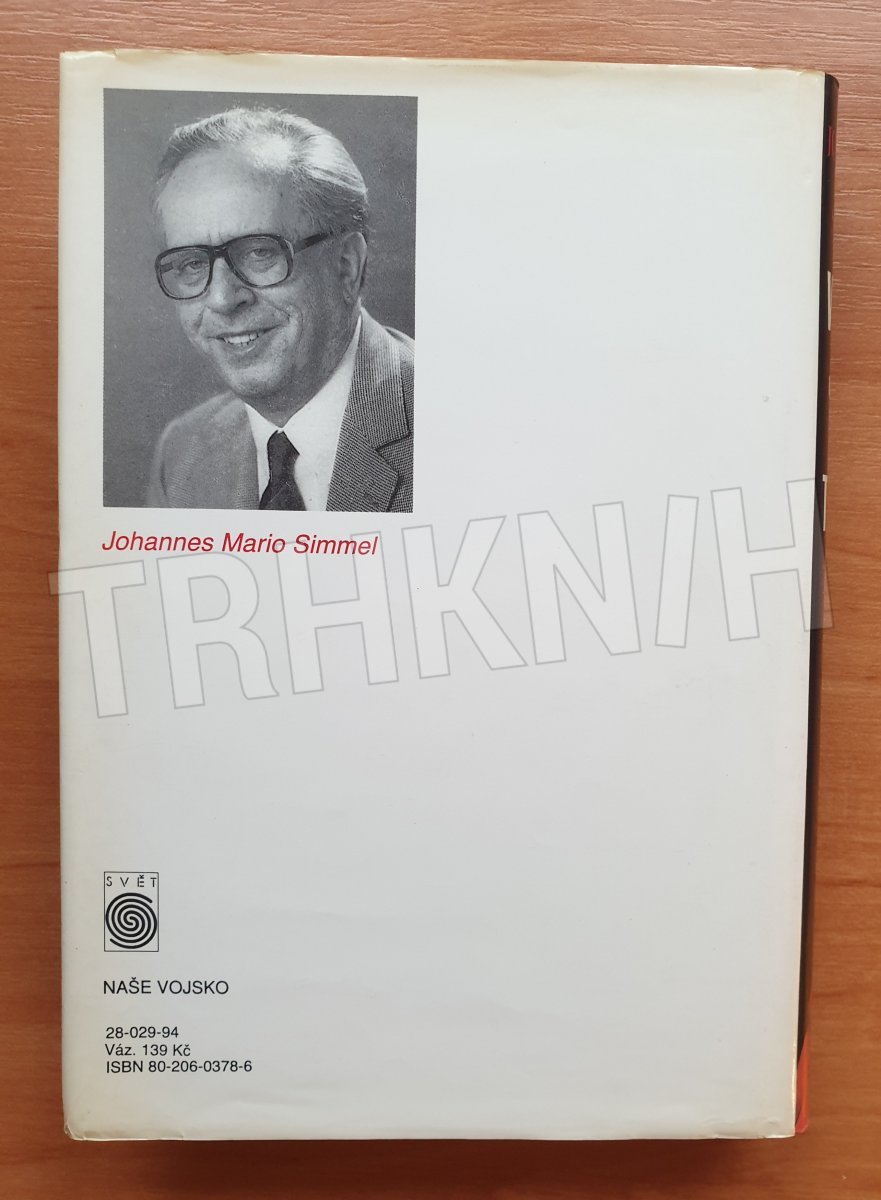 Johannes Mario Simmel
TRHKNIH
SVĚT
NAŠE VOJSKO
28-029-94
Váz. 139 Kč
ISBN 80-206-0378-6